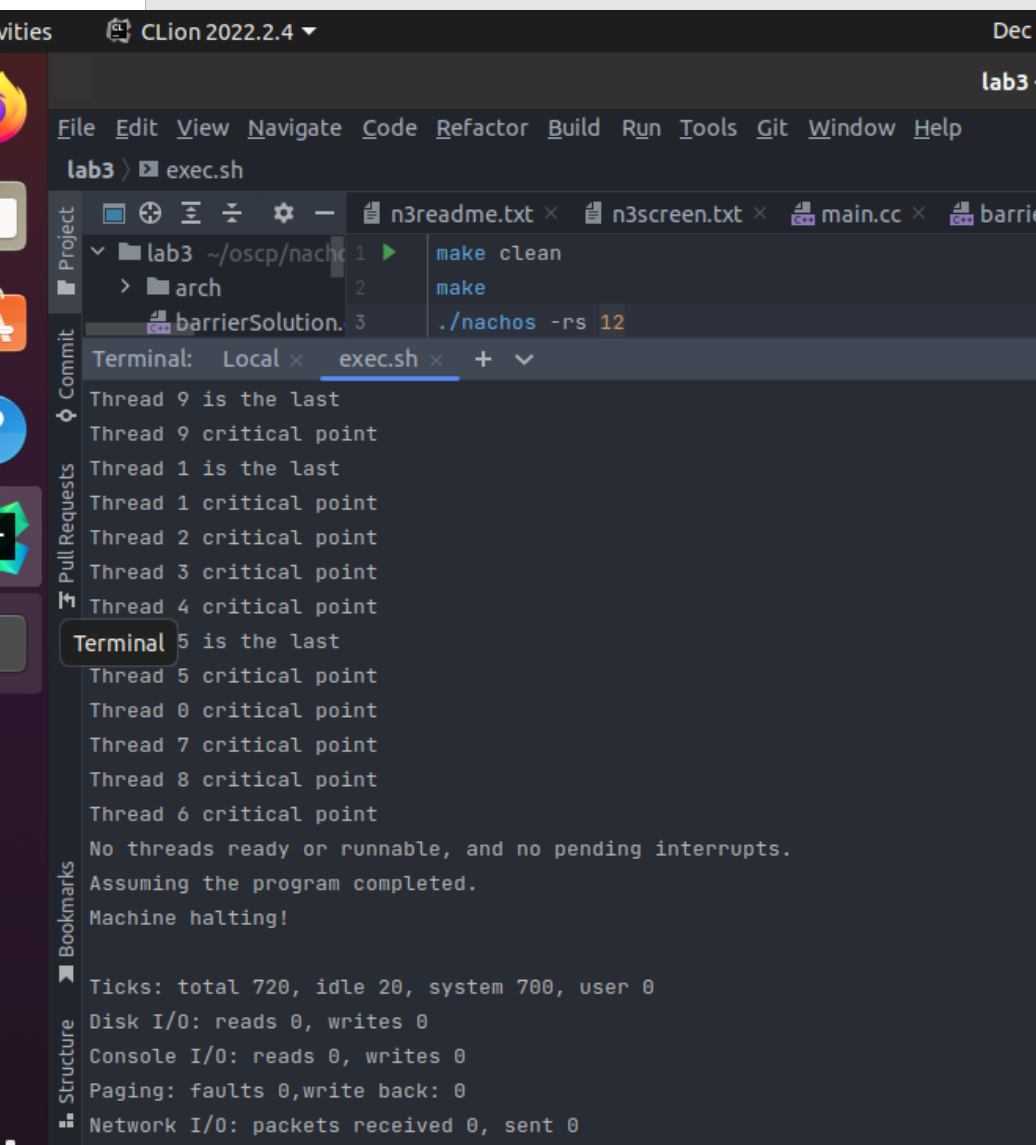 vities CLion 2022.2.4 Dec
lab3
File Edit View Navigate Code Refactor Build Run Tools Git Window Help
lab3 exec.sh
Project
n3readme.txt n3screen.txt main.cc barrie
lab3 ~/oscp/nacho
arch
barrierSolution.
1 make clean
2 make
3 ./nachos -rs 12
Commit
Pull Requests
Bookmarks
Structure
Terminal: Local exec.sh
Thread 9 is the last
Thread 9 critical point
Thread 1 is the last
Thread 1 critical point
Thread 2 critical point
Thread 3 critical point
Thread 4 critical point
Terminal 5 is the last
Thread 5 critical point
Thread 0 critical point
Thread 7 critical point
Thread 8 critical point
Thread 6 critical point
No threads ready or runnable, and no pending interrupts.
Assuming the program completed.
Machine halting!
Ticks: total 720, idle 20, system 700, user 0
Disk I/O: reads 0, writes 0
Console I/O: reads 0, writes 0
Paging: faults 0,write back: 0
Network I/O: packets received 0, sent 0